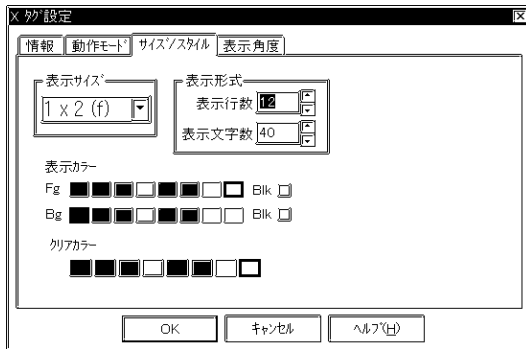 X ﾀｸﾞ設定
情報 動作ﾓｰﾄﾞ ｻｲｽﾞ/ｽﾀｲﾙ 表示角度
表示ｻｲｽﾞ 表示形式
1 x 2 (f) 表示行数 12
表示文字数 40
表示ｶﾗｰ
Fg Blk
Bg Blk
ｸﾘｱｶﾗｰ
OK ｷｬﾝｾﾙ ﾍﾙﾌﾟ(H)